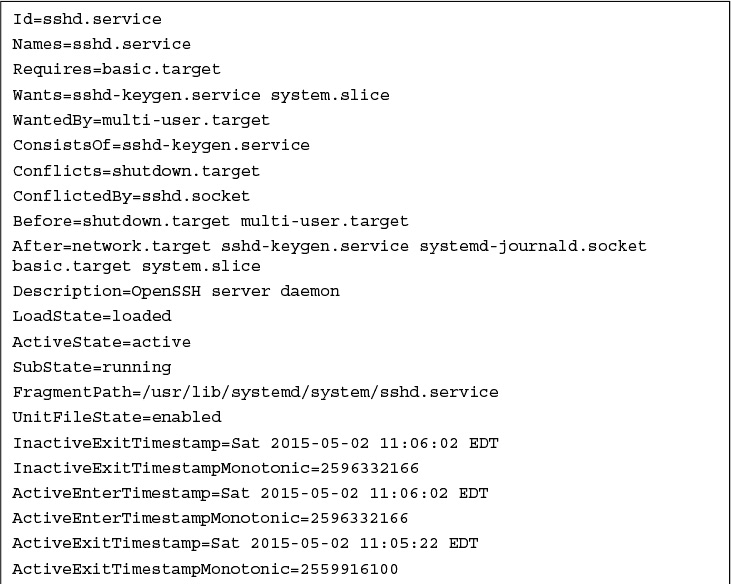 Id=sshd.service
Names=sshd.service
Requires=basic.target
Wants=sshd-keygen.service system.slice
WantedBy=multi-user.target
ConsistsOf=sshd-keygen.service
Conflicts=shutdown.target
ConflictedBy=sshd.socket
Before=shutdown.target multi-user.target
After=network.target sshd-keygen.service systemd-journald.socket
basic.target system.slice
Description=OpenSSH server daemon
LoadState=loaded
ActiveState=active
SubState=running
FragmentPath=/usr/lib/systemd/system/sshd.service
UnitFileState=enabled
InactiveExitTimestamp=Sat 2015-05-02 11:06:02 EDT
InactiveExitTimestampMonotonic=2596332166
ActiveEnterTimestamp=Sat 2015-05-02 11:06:02 EDT
ActiveEnterTimestampMonotonic=2596332166
ActiveExitTimestamp=Sat 2015-05-02 11:05:22 EDT
ActiveExitTimestampMonotonic=2559916100